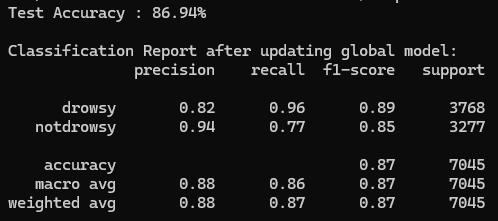 Test Accuracy : 86.94%
Classification Report after updating global model:
precision recall f1-score support
drowsy 0.82 0.96 0.89 3768
notdrowsy 0.94 0.77 0.85 3277
accuracy 0.87 7045
macro avg 0.88 0.86 0.87 7045
weighted avg 0.88 0.87 0.87 7045